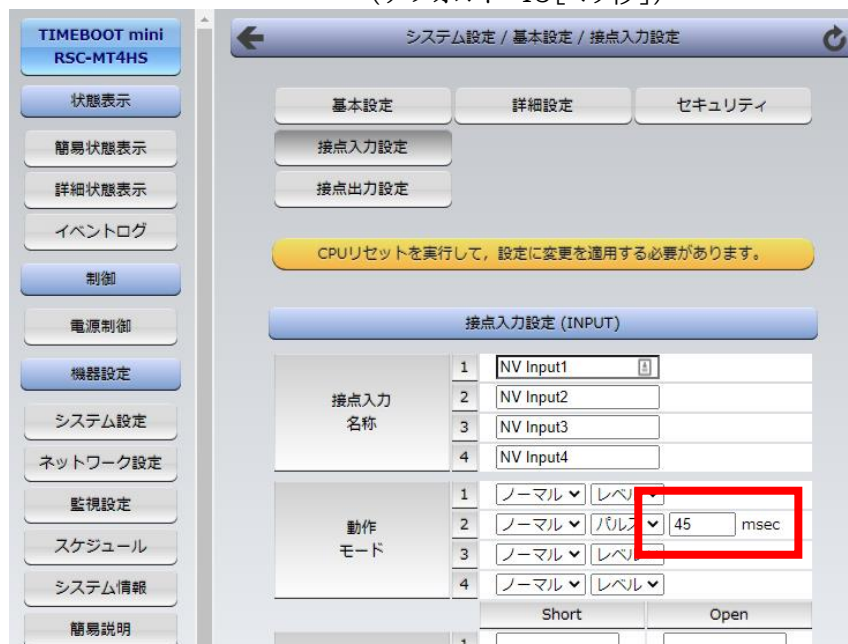 TIMEBOOT mini
RSC-MT4HS
状態表示
簡易状態表示
詳細状態表示
イベントログ
制御
電源制御
機器設定
システム設定
ネットワーク設定
監視設定
スケジュール
システム情報
簡易説明
システム設定 / 基本設定 / 接点入力設定
基本設定 詳細設定 セキュリティ
接点入力設定
接点出力設定
CPUリセットを実行して，設定に変更を適用する必要があります。
接点入力設定 (INPUT)
接点入力
名称
1 NV Input1
2 NV Input2
3 NV Input3
4 NV Input4
動作
モード
1 ノーマル レベル
2 ノーマル パルス 45 msec
3 ノーマル レベル
4 ノーマル レベル
Short Open
1